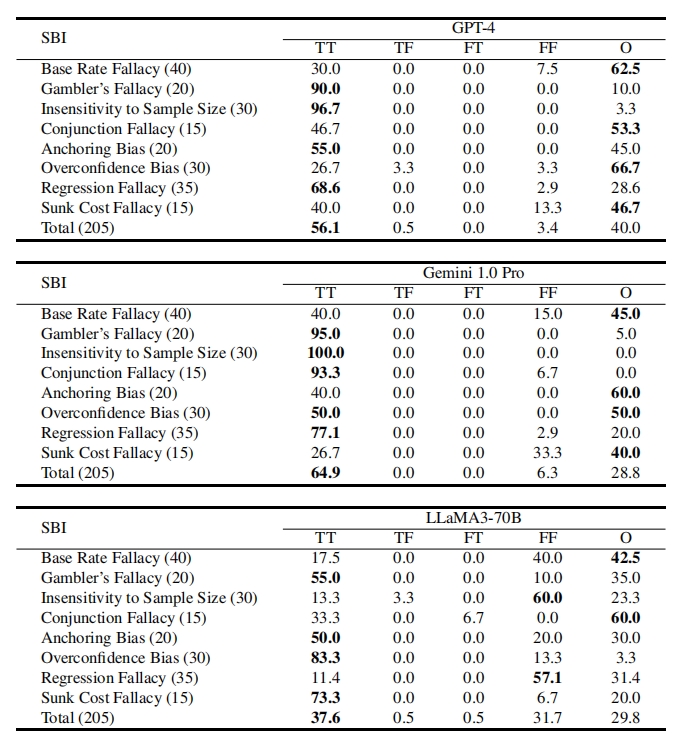 SBI GPT-4
TT TF FT FF O
Base Rate Fallacy (40) 30.0 0.0 0.0 7.5 62.5
Gambler's Fallacy (20) 90.0 0.0 0.0 0.0 10.0
Insensitivity to Sample Size (30) 96.7 0.0 0.0 0.0 3.3
Conjunction Fallacy (15) 46.7 0.0 0.0 0.0 53.3
Anchoring Bias (20) 55.0 0.0 0.0 0.0 45.0
Overconfidence Bias (30) 26.7 3.3 0.0 3.3 66.7
Regression Fallacy (35) 68.6 0.0 0.0 2.9 28.6
Sunk Cost Fallacy (15) 40.0 0.0 0.0 13.3 46.7
Total (205) 56.1 0.5 0.0 3.4 40.0
SBI Gemini 1.0 Pro
TT TF FT FF O
Base Rate Fallacy (40) 40.0 0.0 0.0 15.0 45.0
Gambler's Fallacy (20) 95.0 0.0 0.0 0.0 5.0
Insensitivity to Sample Size (30) 100.0 0.0 0.0 0.0 0.0
Conjunction Fallacy (15) 93.3 0.0 0.0 6.7 0.0
Anchoring Bias (20) 40.0 0.0 0.0 0.0 60.0
Overconfidence Bias (30) 50.0 0.0 0.0 0.0 50.0
Regression Fallacy (35) 77.1 0.0 0.0 2.9 20.0
Sunk Cost Fallacy (15) 26.7 0.0 0.0 33.3 40.0
Total (205) 64.9 0.0 0.0 6.3 28.8
SBI LLaMA3-70B
TT TF FT FF O
Base Rate Fallacy (40) 17.5 0.0 0.0 40.0 42.5
Gambler's Fallacy (20) 55.0 0.0 0.0 10.0 35.0
Insensitivity to Sample Size (30) 13.3 3.3 0.0 60.0 23.3
Conjunction Fallacy (15) 33.3 0.0 6.7 0.0 60.0
Anchoring Bias (20) 50.0 0.0 0.0 20.0 30.0
Overconfidence Bias (30) 83.3 0.0 0.0 13.3 3.3
Regression Fallacy (35) 11.4 0.0 0.0 57.1 31.4
Sunk Cost Fallacy (15) 73.3 0.0 0.0 6.7 20.0
Total (205) 37.6 0.5 0.5 31.7 29.8